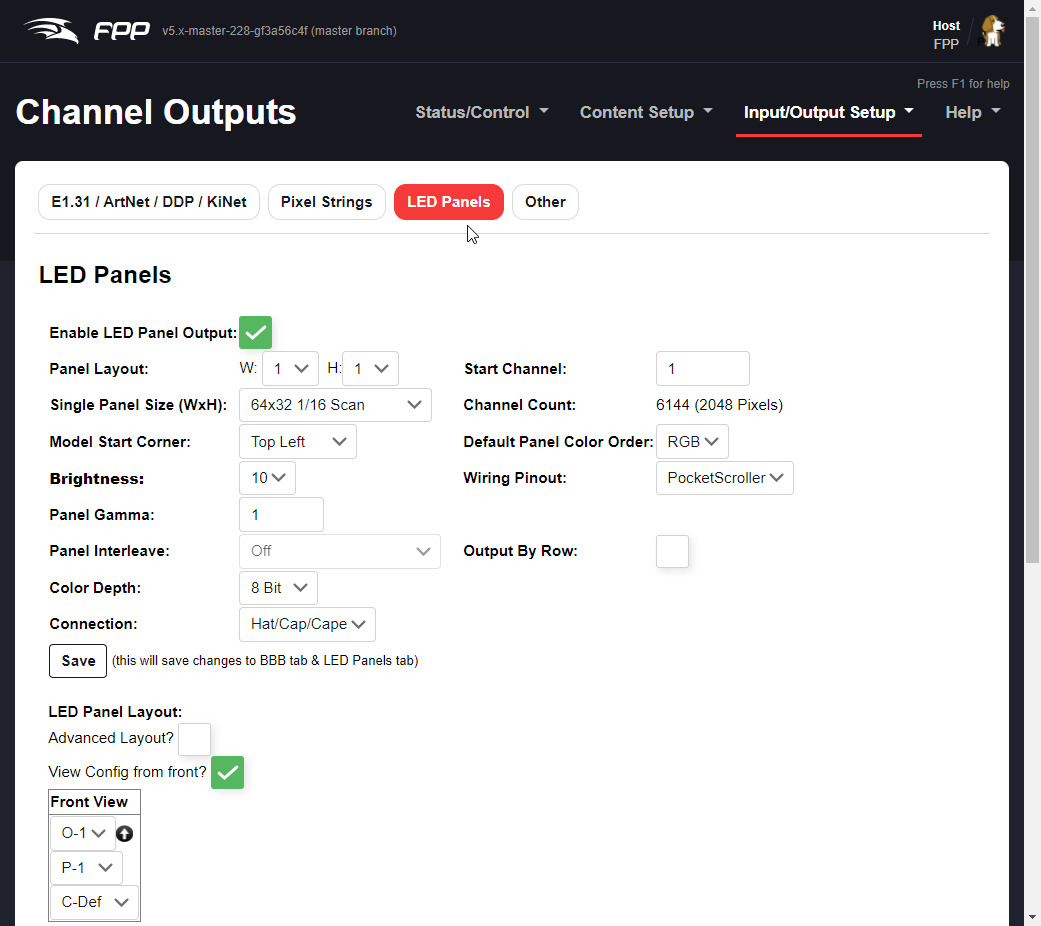 FPP v5.x-master-228-gf3a56c4f (master branch) Host
FPP
Press F1 for help
Channel Outputs Status/Control Content Setup Input/Output Setup Help
E1.31 / ArtNet / DDP / KiNet Pixel Strings LED Panels Other
LED Panels
Enable LED Panel Output:
Panel Layout: W: 1 H: 1 Start Channel: 1
Single Panel Size (WxH): 64x32 1/16 Scan Channel Count: 6144 (2048 Pixels)
Model Start Corner: Top Left Default Panel Color Order: RGB
Brightness: 10 Wiring Pinout: PocketScroller
Panel Gamma: 1
Panel Interleave: Off Output By Row:
Color Depth: 8 Bit
Connection: Hat/Cap/Cape
Save (this will save changes to BBB tab & LED Panels tab)
LED Panel Layout:
Advanced Layout?
View Config from front?
Front View
O-1
P-1
C-Def